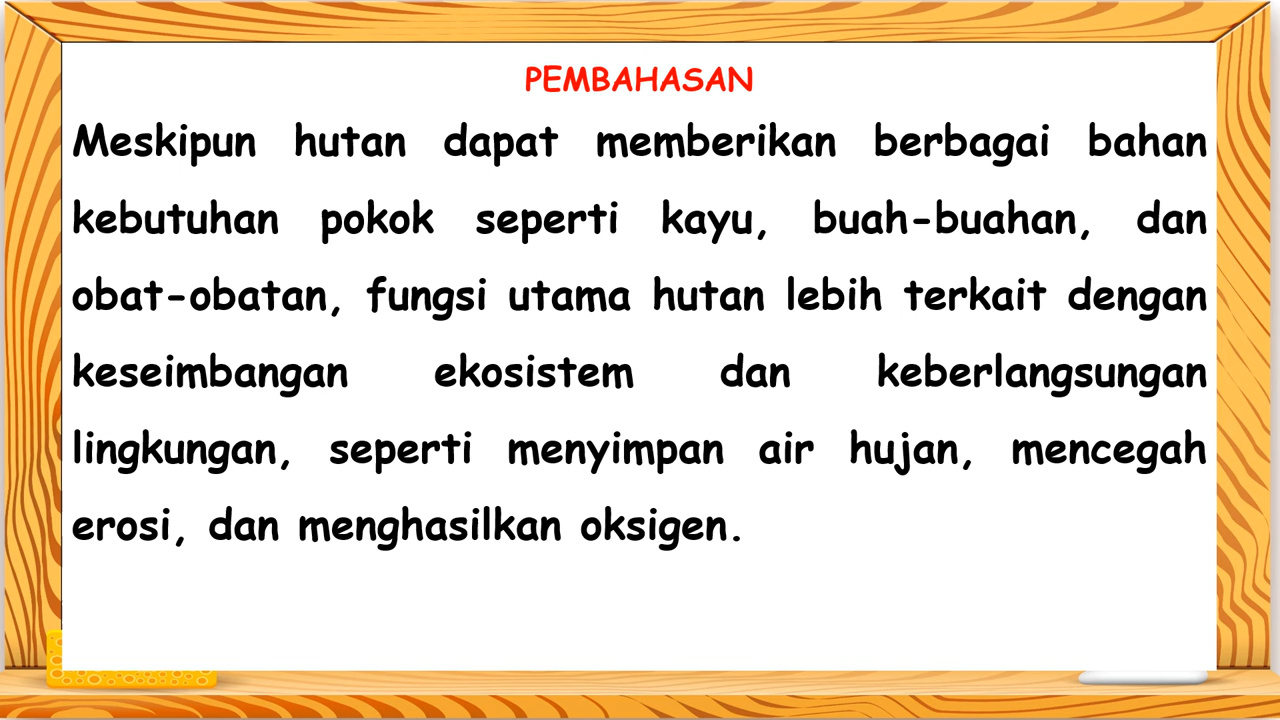 PEMBAHASAN
Meskipun hutan dapat memberikan berbagai bahan
kebutuhan pokok seperti kayu, buah-buahan, dan
obat-obatan, fungsi utama hutan lebih terkait dengan
keseimbangan ekosistem dan keberlangsungan
lingkungan, seperti menyimpan air hujan, mencegah
erosi, dan menghasilkan oksigen.